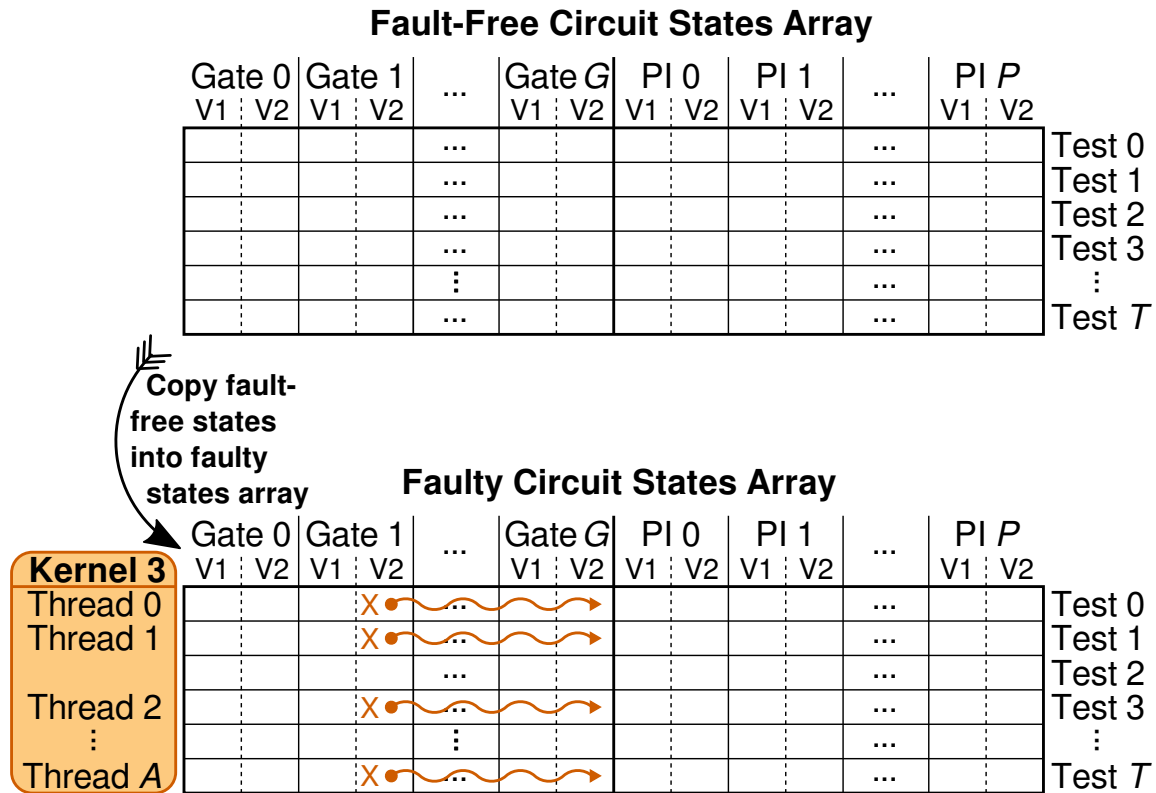 Fault-Free Circuit States Array
Gate 0 Gate 1 ... Gate G PI 0 PI 1 ... PI P
V1 V2 V1 V2 V1 V2 V1 V2 V1 V2 V1 V2
... ... Test 0
... ... Test 1
... ... Test 2
... ... Test 3
⋮ ... ⋮
... ... Test T
Copy fault-
free states
into faulty
states array
Faulty Circuit States Array
Gate 0 Gate 1 ... Gate G PI 0 PI 1 ... PI P
Kernel 3 V1 V2 V1 V2 V1 V2 V1 V2 V1 V2 V1 V2
Thread 0 X ... ... Test 0
Thread 1 X ... ... Test 1
... ... Test 2
Thread 2 X ... ... Test 3
⋮ ⋮ ... ⋮
Thread A X ... ... Test T